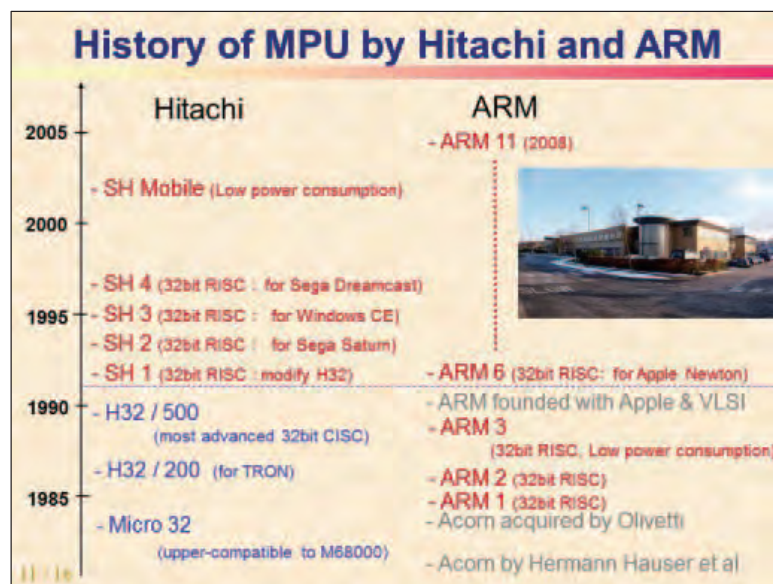 History of MPU by Hitachi and ARM
Hitachi
ARM
2005
2000
1995
1990
1985
- SH Mobile (Low power consumption)
- SH 4 (32bit RISC : for Sega Dreamcast)
- SH 3 (32bit RISC : for Windows CE)
- SH 2 (32bit RISC : for Sega Saturn)
- SH 1 (32bit RISC : modify H32)
- H32 / 500
(most advanced 32bit CISC)
- H32 / 200 (for TRON)
- Micro 32
(upper-compatible to M68000)
- ARM 11 (2008)
- ARM 6 (32bit RISC: for Apple Newton)
- ARM founded with Apple & VLSI
- ARM 3
(32bit RISC, Low power consumption)
- ARM 2 (32bit RISC)
- ARM 1 (32bit RISC)
- Acorn acquired by Olivetti
- Acorn by Hermann Hauser et al